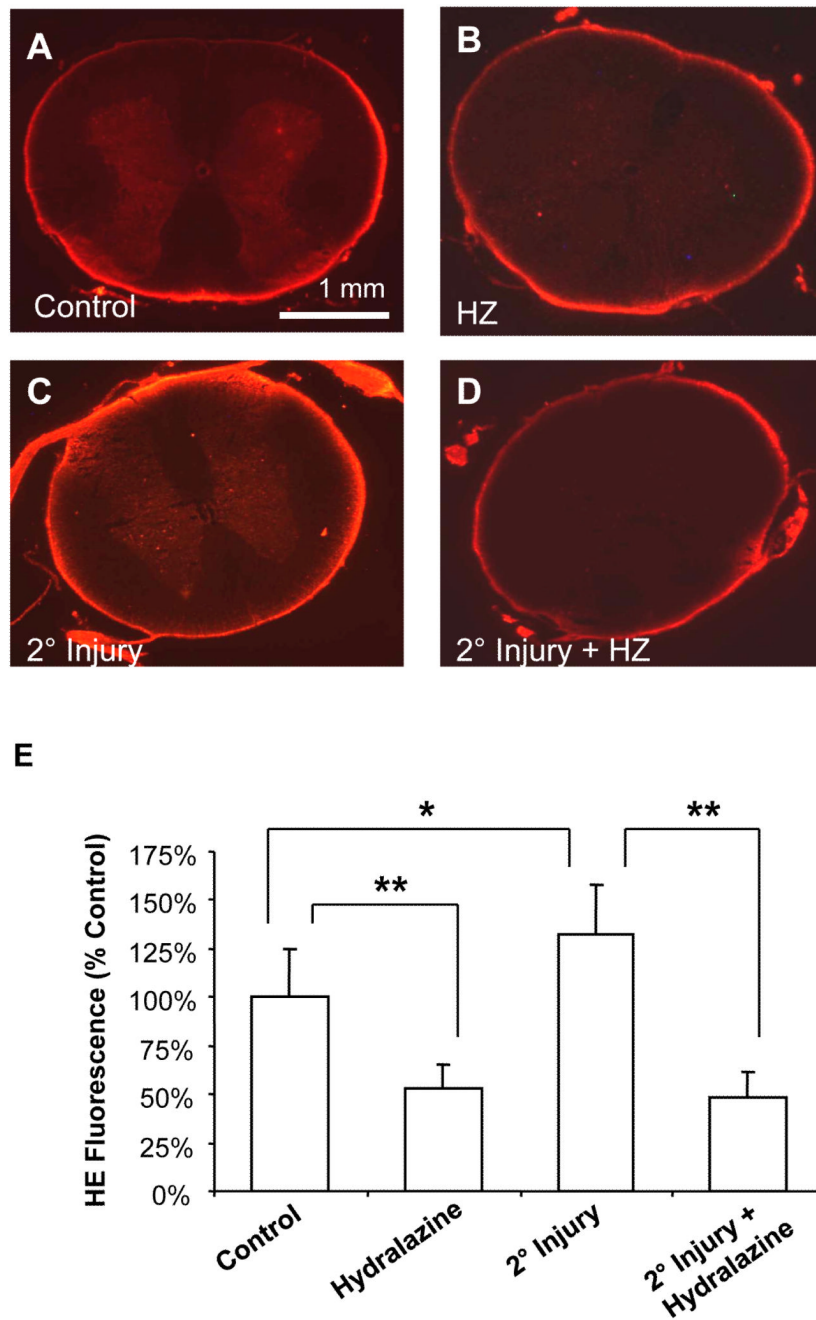 A
Control
1 mm
B
HZ
C
2° Injury
D
2° Injury + HZ
E
*
**
**
HE Fluorescence (% Control)
175%
150%
125%
100%
75%
50%
25%
0%
Control
Hydralazine
2° Injury
2° Injury +
Hydralazine